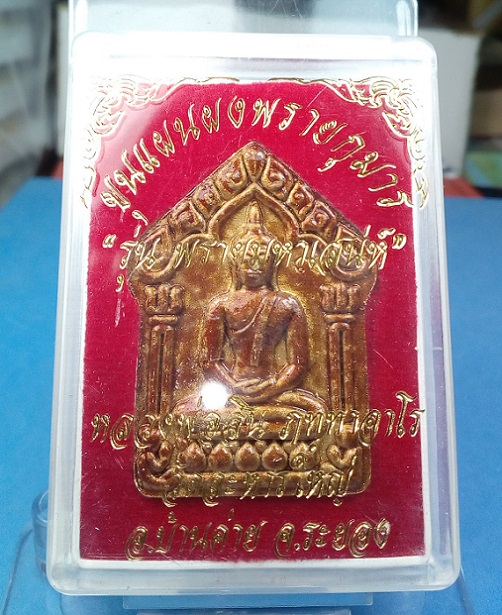 ขุนแผนผงพรายกุมาร
"รุ่น พรายมหาเสน่ห์"
หลวงพ่อสิน ภทฺทาจาโร
วัดละหารใหญ่
อ.บ้านค่าย จ.ระยอง